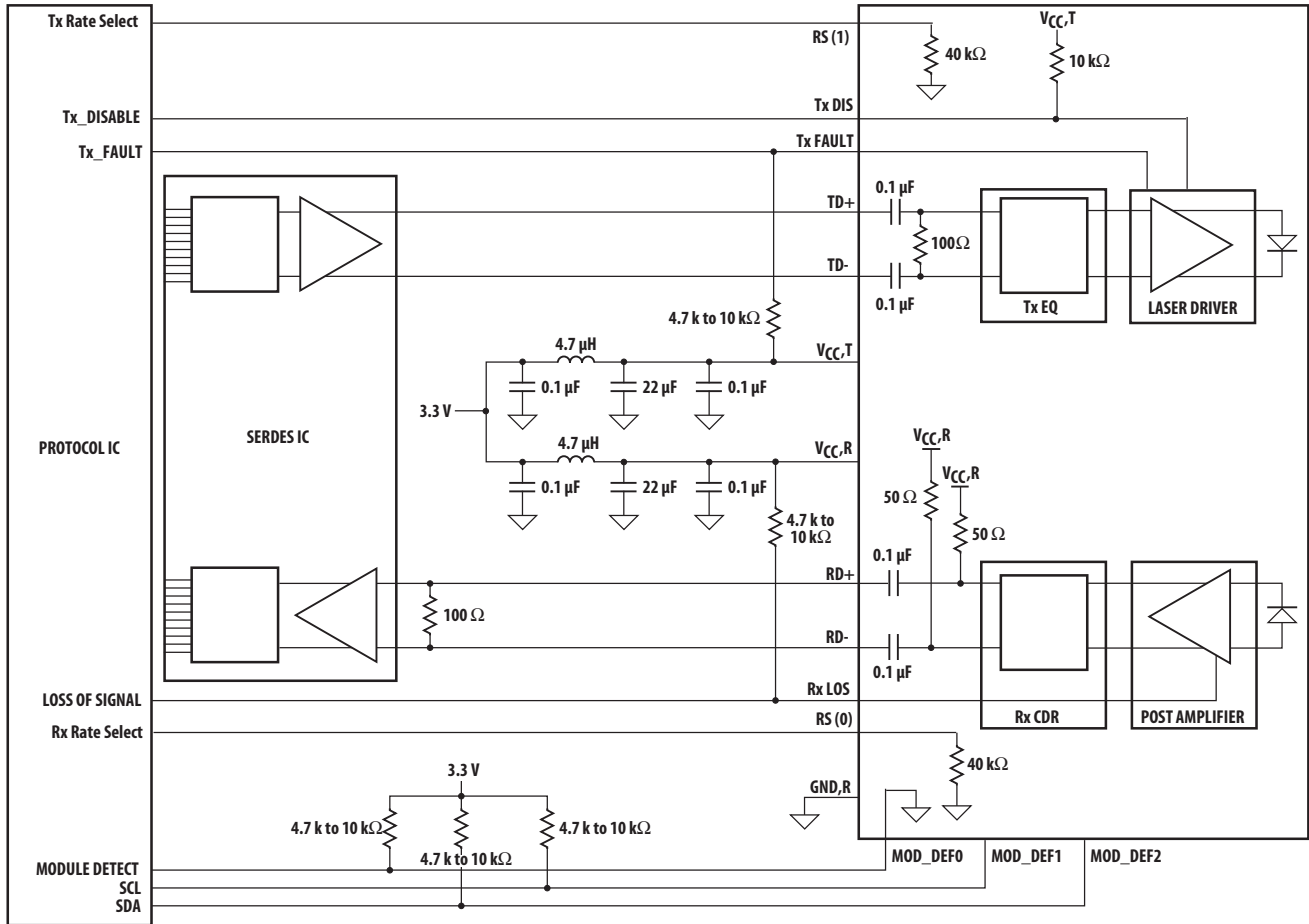 Tx Rate Select
RS (1)
40 kΩ
VCC,T
10 kΩ
Tx_DISABLE
Tx DIS
Tx_FAULT
Tx FAULT
0.1 µF
TD+
100Ω
TD-
0.1 µF
Tx EQ
LASER DRIVER
4.7 k to 10 kΩ
4.7 µH
VCC,T
0.1 µF
22 µF
0.1 µF
3.3 V
SERDES IC
PROTOCOL IC
4.7 µH
VCC,R
0.1 µF
22 µF
0.1 µF
VCC,R
VCC,R
50 Ω
50 Ω
4.7 k to
10 kΩ
0.1 µF
RD+
100 Ω
RD-
0.1 µF
LOSS OF SIGNAL
Rx LOS
Rx CDR
POST AMPLIFIER
Rx Rate Select
RS (0)
40 kΩ
3.3 V
GND,R
4.7 k to 10 kΩ
4.7 k to 10 kΩ
4.7 k to 10 kΩ
MODULE DETECT
MOD_DEF0
MOD_DEF1
MOD_DEF2
SCL
SDA